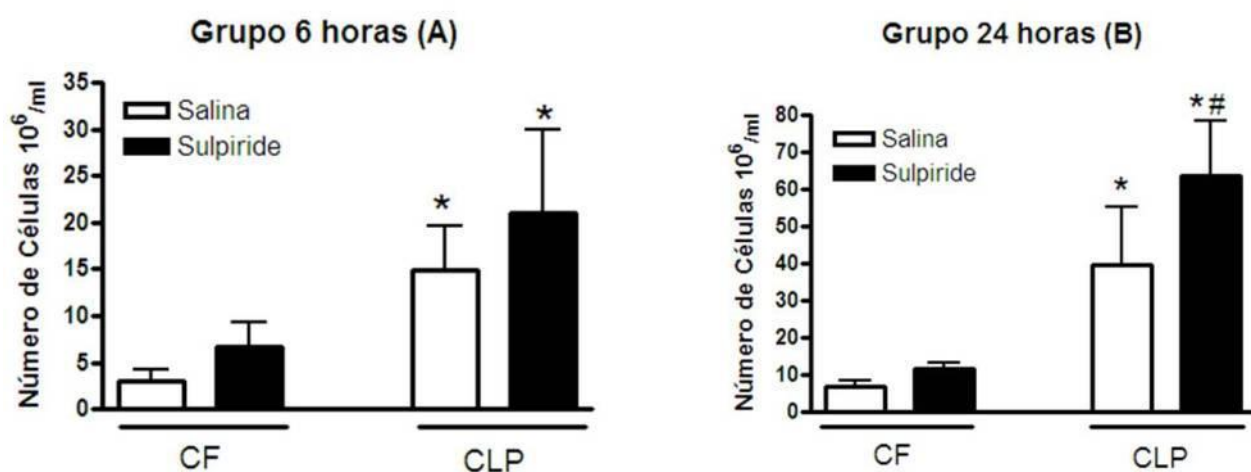 Grupo 6 horas (A)
Número de Células 10⁶/ml
35
30
25
20
15
10
5
0
Salina
Sulpiride
*
*
CF
CLP
Grupo 24 horas (B)
Número de Células 10⁶/ml
80
70
60
50
40
30
20
10
0
Salina
Sulpiride
*
*#
CF
CLP